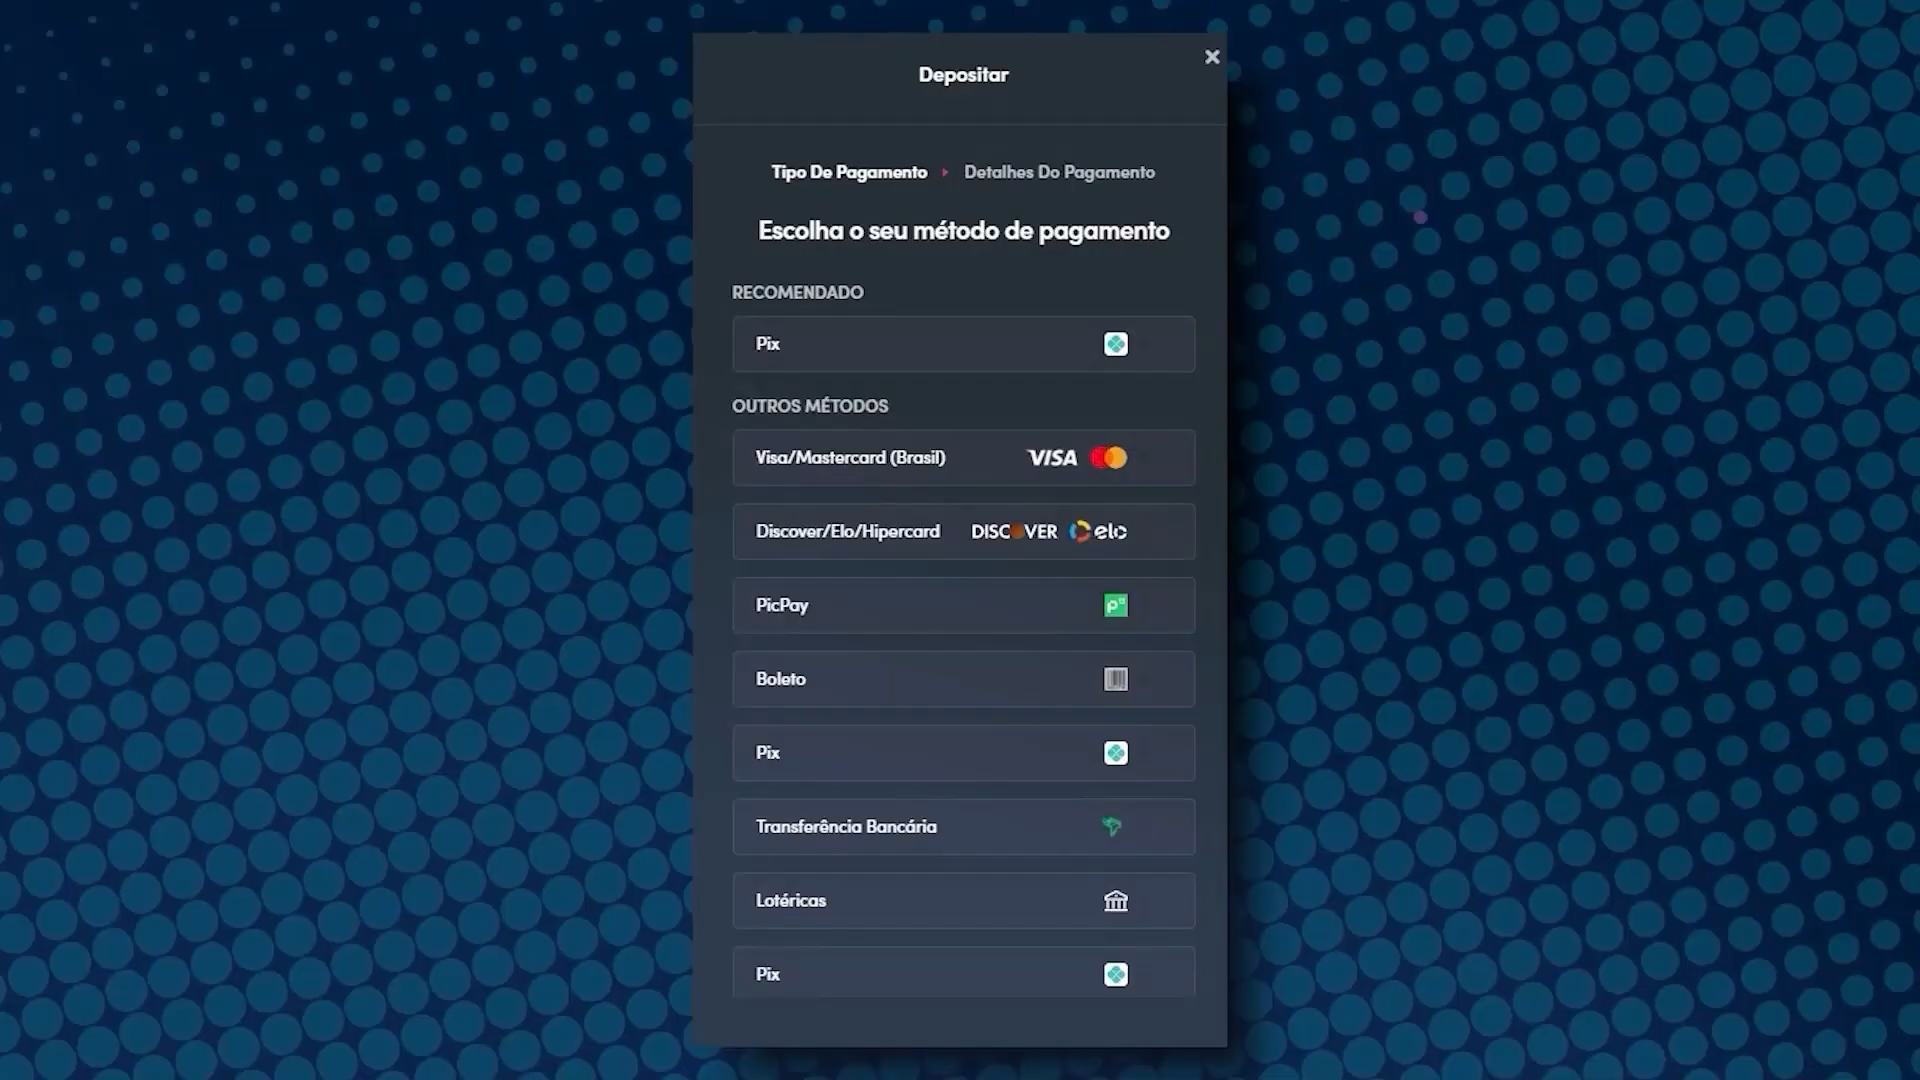 Depositar
Tipo De Pagamento Detalhes Do Pagamento
Escolha o seu método de pagamento
RECOMENDADO
Pix
OUTROS MÉTODOS
Visa/Mastercard (Brasil) VISA
Discover/Elo/Hipercard DISCOVER elo
PicPay
Boleto
Pix
Transferência Bancária
Lotéricas
Pix